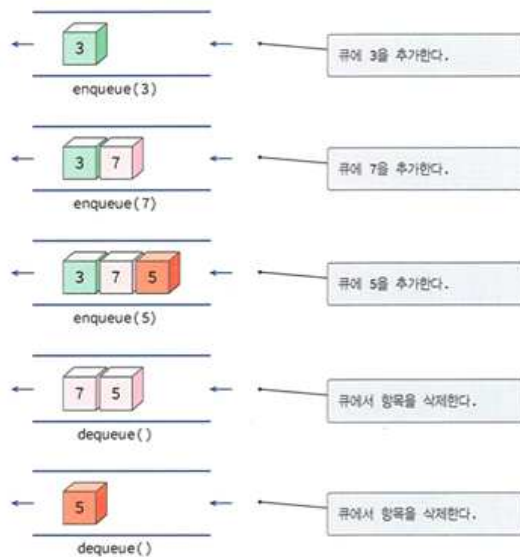 3
큐에 3을 추가한다.
enqueue(3)
3 7
큐에 7을 추가한다.
enqueue(7)
3 7 5
큐에 5을 추가한다.
enqueue(5)
7 5
큐에서 항목을 삭제한다.
dequeue()
5
큐에서 항목을 삭제한다.
dequeue()